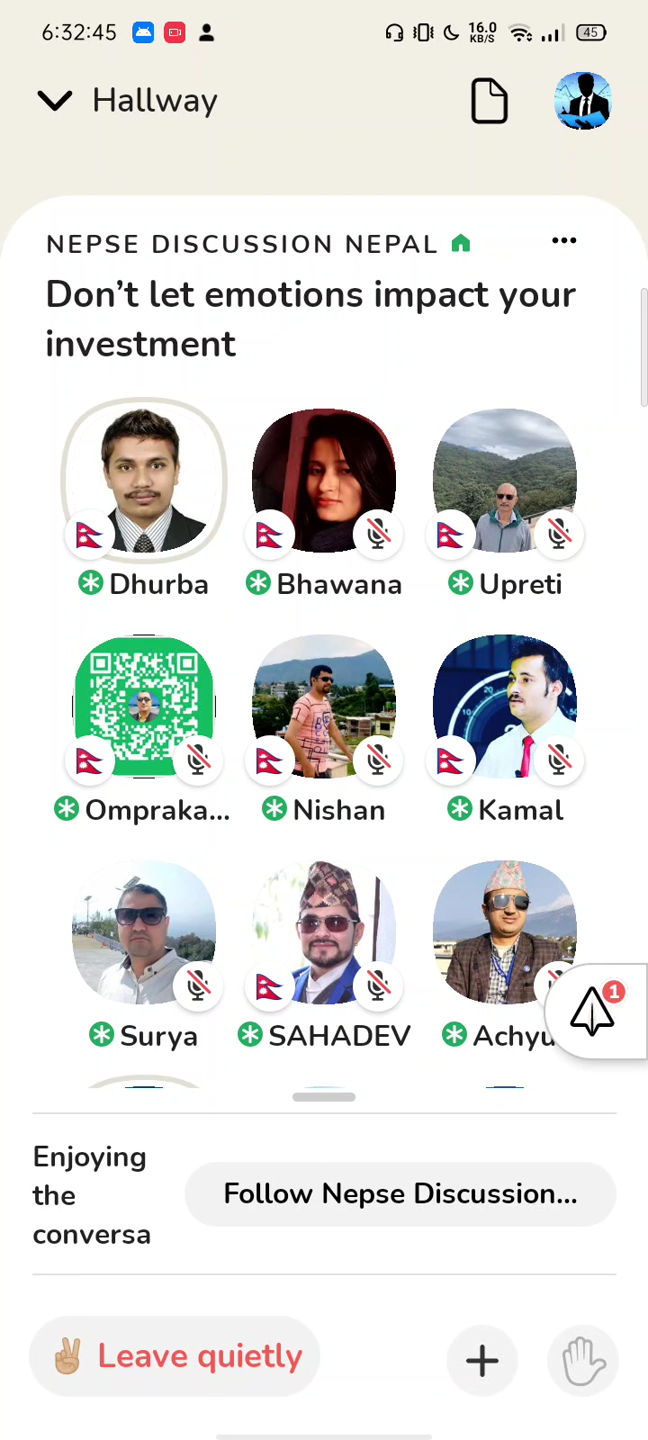 6:32:45
16.0
KB/S
45
Hallway
NEPSE DISCUSSION NEPAL
Don’t let emotions impact your
investment
Dhurba
Bhawana
Upreti
Ompraka...
Nishan
Kamal
Surya
SAHADEV
Achyu
1
Enjoying
the
conversa
Follow Nepse Discussion...
Leave quietly